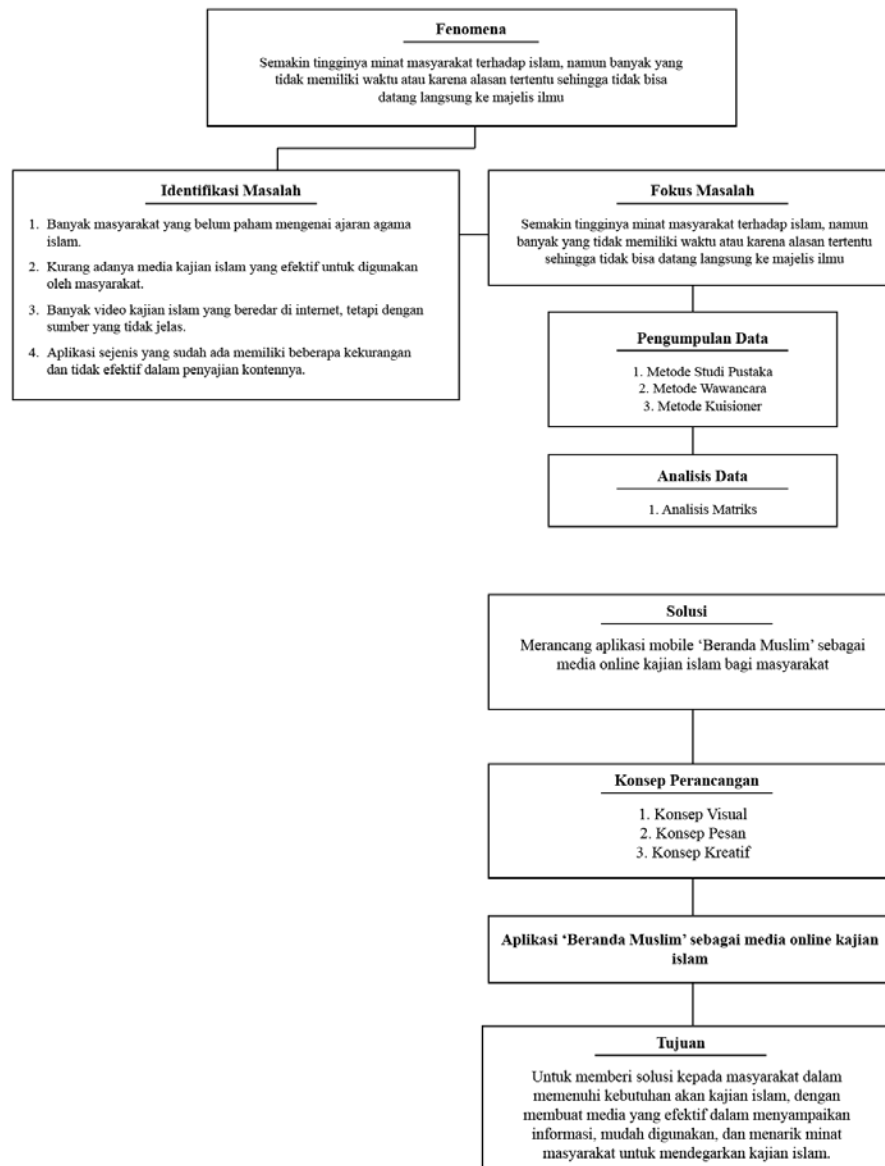 Fenomena
Semakin tingginya minat masyarakat terhadap islam, namun banyak yang
tidak memiliki waktu atau karena alasan tertentu sehingga tidak bisa
datang langsung ke majelis ilmu
Identifikasi Masalah
1. Banyak masyarakat yang belum paham mengenai ajaran agama
islam.
2. Kurang adanya media kajian islam yang efektif untuk digunakan
oleh masyarakat.
3. Banyak video kajian islam yang beredar di internet, tetapi dengan
sumber yang tidak jelas.
4. Aplikasi sejenis yang sudah ada memiliki beberapa kekurangan
dan tidak efektif dalam penyajian kontennya.
Fokus Masalah
Semakin tingginya minat masyarakat terhadap islam, namun
banyak yang tidak memiliki waktu atau karena alasan tertentu
sehingga tidak bisa datang langsung ke majelis ilmu
Pengumpulan Data
1. Metode Studi Pustaka
2. Metode Wawancara
3. Metode Kuisioner
Analisis Data
1. Analisis Matriks
Solusi
Merancang aplikasi mobile ‘Beranda Muslim’ sebagai
media online kajian islam bagi masyarakat
Konsep Perancangan
1. Konsep Visual
2. Konsep Pesan
3. Konsep Kreatif
Aplikasi ‘Beranda Muslim’ sebagai media online kajian
islam
Tujuan
Untuk memberi solusi kepada masyarakat dalam
memenuhi kebutuhan akan kajian islam, dengan
membuat media yang efektif dalam menyampaikan
informasi, mudah digunakan, dan menarik minat
masyarakat untuk mendegarkan kajian islam.